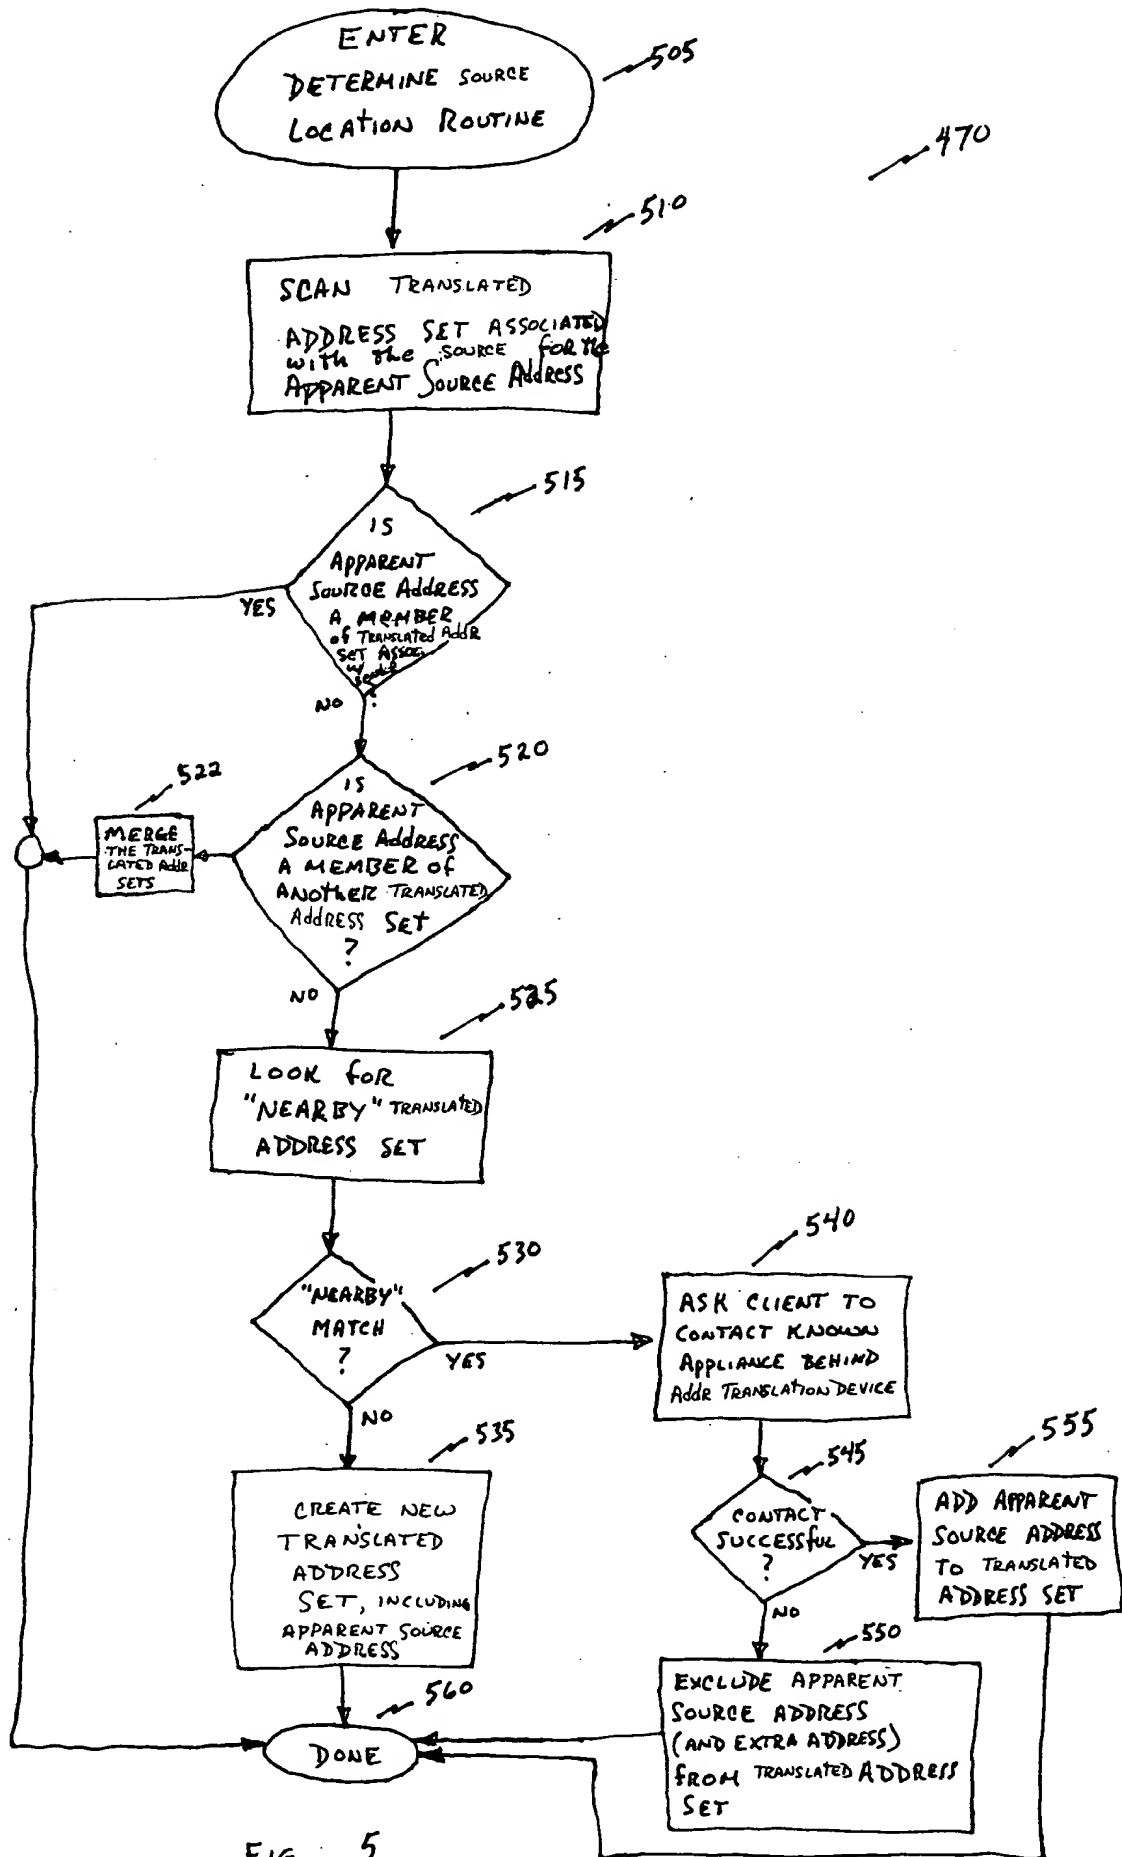 ENTER
DETERMINE SOURCE
LOCATION ROUTINE
505
470
510
SCAN TRANSLATED
ADDRESS SET ASSOCIATED
with the SOURCE for the
APPARENT SOURCE Address
515
IS
APPARENT
SOURCE Address
A MEMBER
of TRANSLATED Addr
SET ASSOC.
w/
?
YES
NO
520
522
IS
APPARENT
SOURCE Address
A MEMBER of
ANOTHER TRANSLATED
Address SET
?
MERGE
THE TRANS-
LATED Addr
SETS
NO
525
LOOK FOR
"NEARBY" TRANSLATED
ADDRESS SET
530
"NEARBY"
MATCH
?
YES
NO
540
ASK CLIENT TO
CONTACT KNOWN
APPLIANCE BEHIND
Addr TRANSLATION DEVICE
535
CREATE NEW
TRANSLATED
ADDRESS
SET, INCLUDING
APPARENT SOURCE
ADDRESS
545
CONTACT
SUCCESSFUL
?
YES
NO
555
ADD APPARENT
SOURCE ADDRESS
TO TRANSLATED
ADDRESS SET
550
EXCLUDE APPARENT
SOURCE ADDRESS
(AND EXTRA ADDRESS)
FROM TRANSLATED ADDRESS
SET
560
DONE
FIG. 5